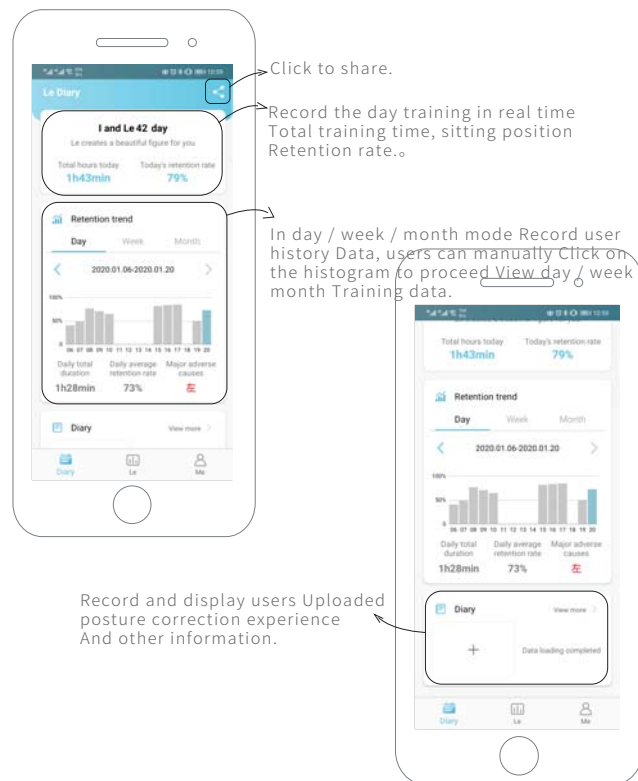 12:59
Le Diary
I and Le 42 day
Le creates a beautiful figure for you
Total hours today
Today's retention rate
1h43min
79%
Retention trend
Day Week Month
2020.01.06-2020.01.20
100%
50%
0
06 07 08 09 10 11 12 13 14 15 16 17 18 19 20
Daily total duration
Daily average retention rate
Major adverse causes
1h28min
73%
左
Diary
View more
Diary Le Me
Click to share.
Record the day training in real time
Total training time, sitting position
Retention rate.。
In day / week / month mode Record user
history Data, users can manually Click on
the histogram to proceed View day / week
month Training data.
12:59
Total hours today
Today's retention rate
1h43min
79%
Retention trend
Day Week Month
2020.01.06-2020.01.20
100%
50%
0
06 07 08 09 10 11 12 13 14 15 16 17 18 19 20
Daily total duration
Daily average retention rate
Major adverse causes
1h28min
73%
左
Diary
View more
+
Data loading completed
Diary Le Me
Record and display users Uploaded
posture correction experience
And other information.